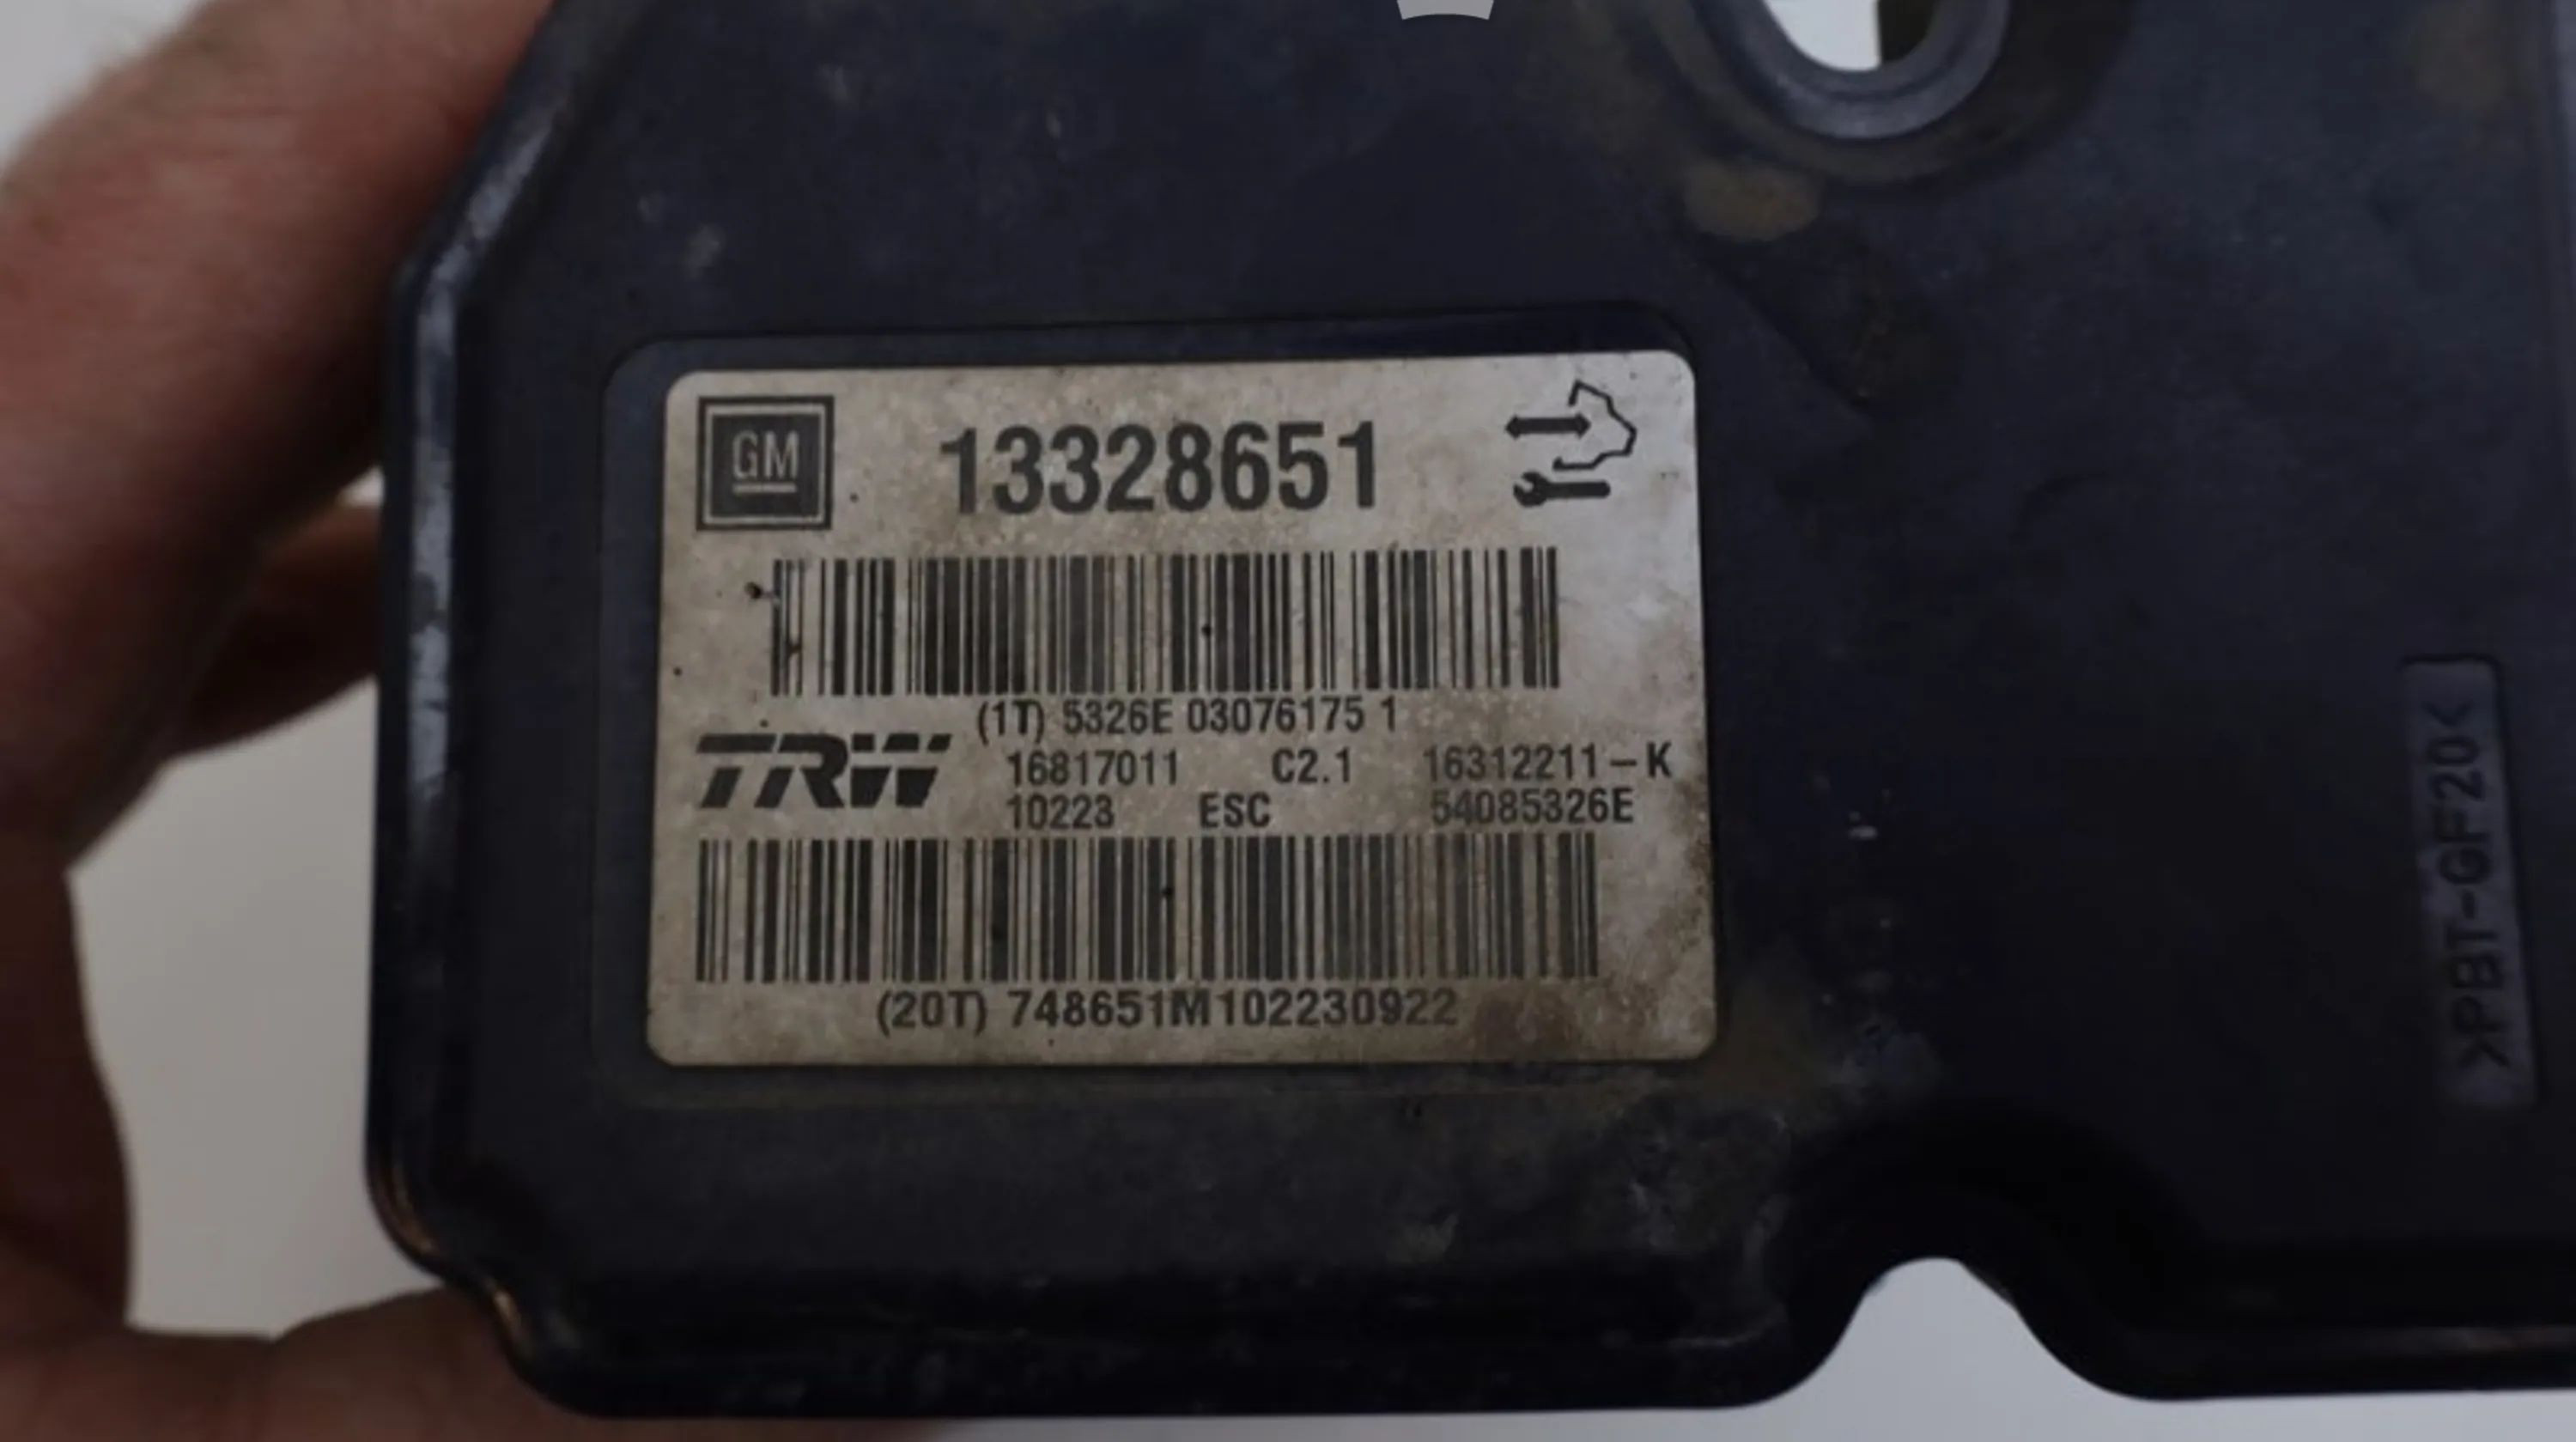 GM 13328651
(1T) 5326E 03076175 1
TRW 16817011 C2.1 16312211-K
10223 ESC 54085326E
(20T) 748651M102230922
>PBT-GF20<